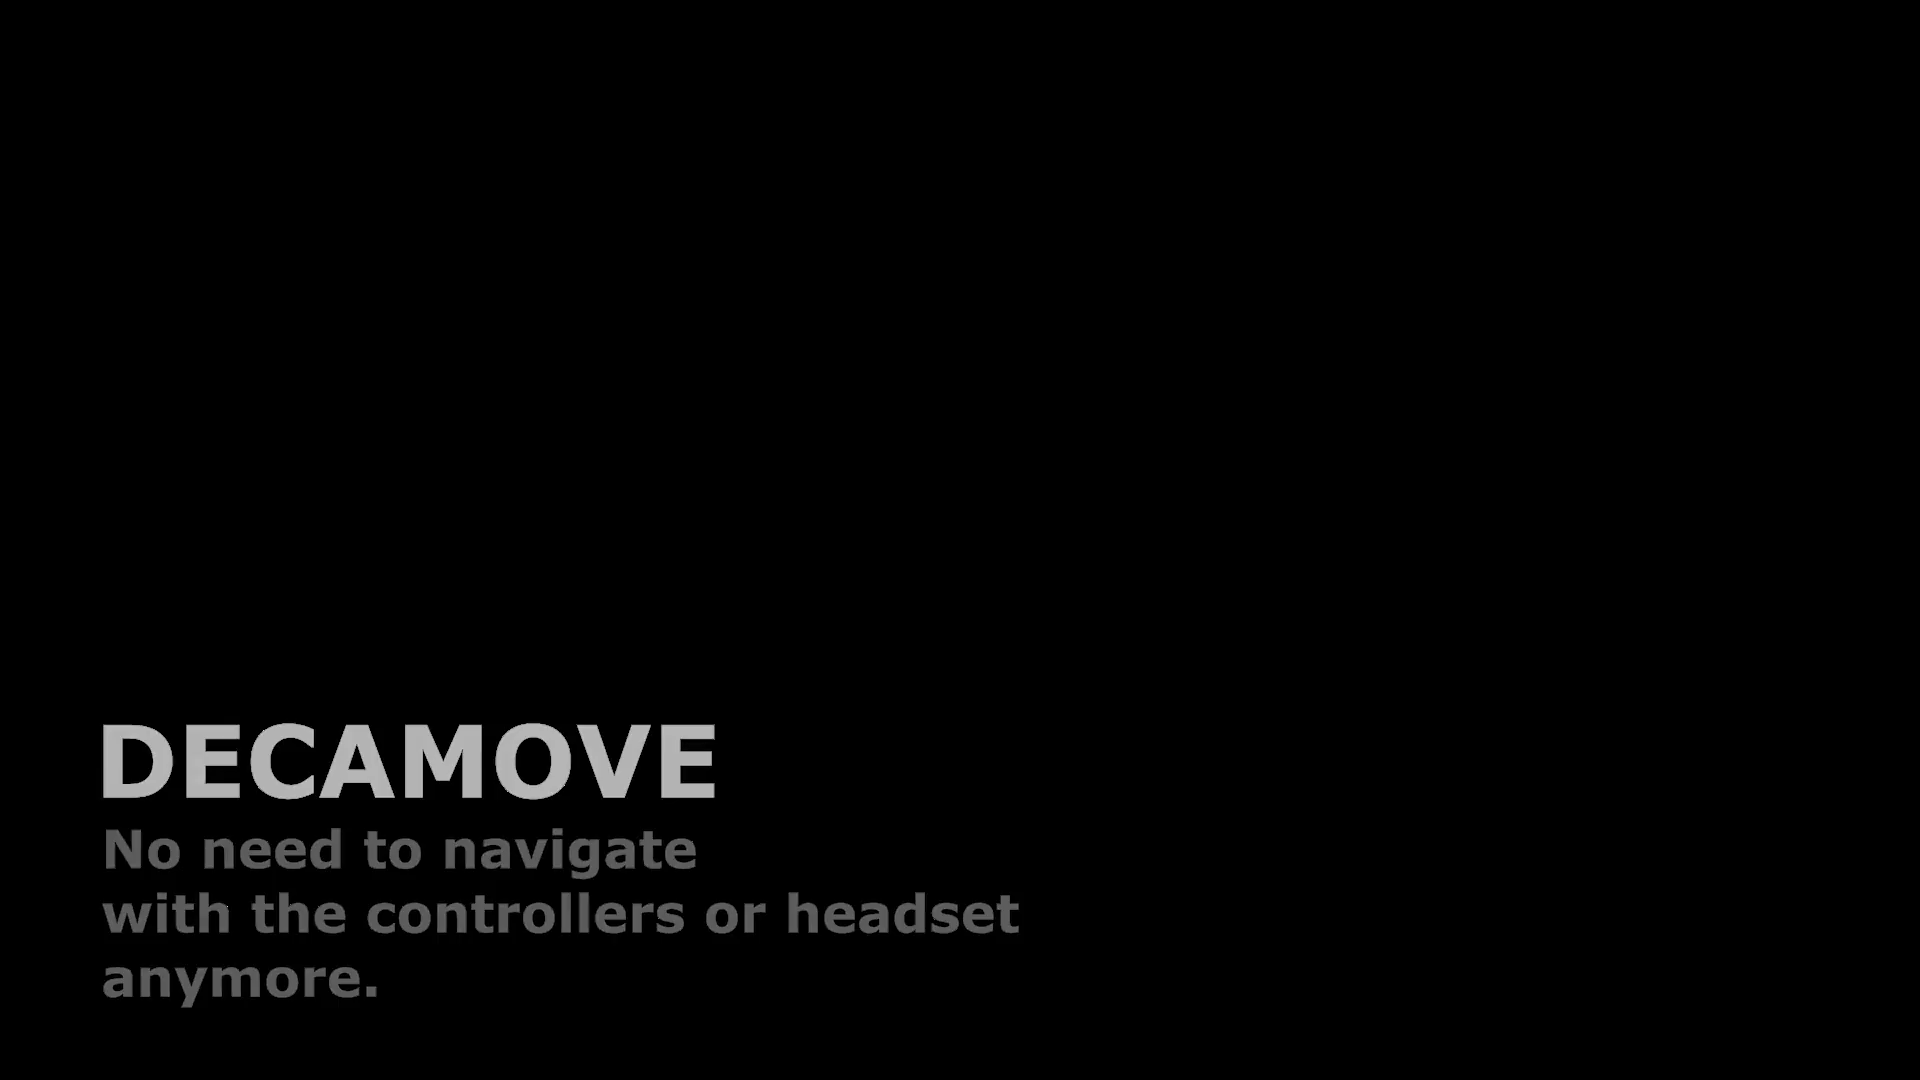 DECAMOVE
No need to navigate
with the controllers or headset
anymore.